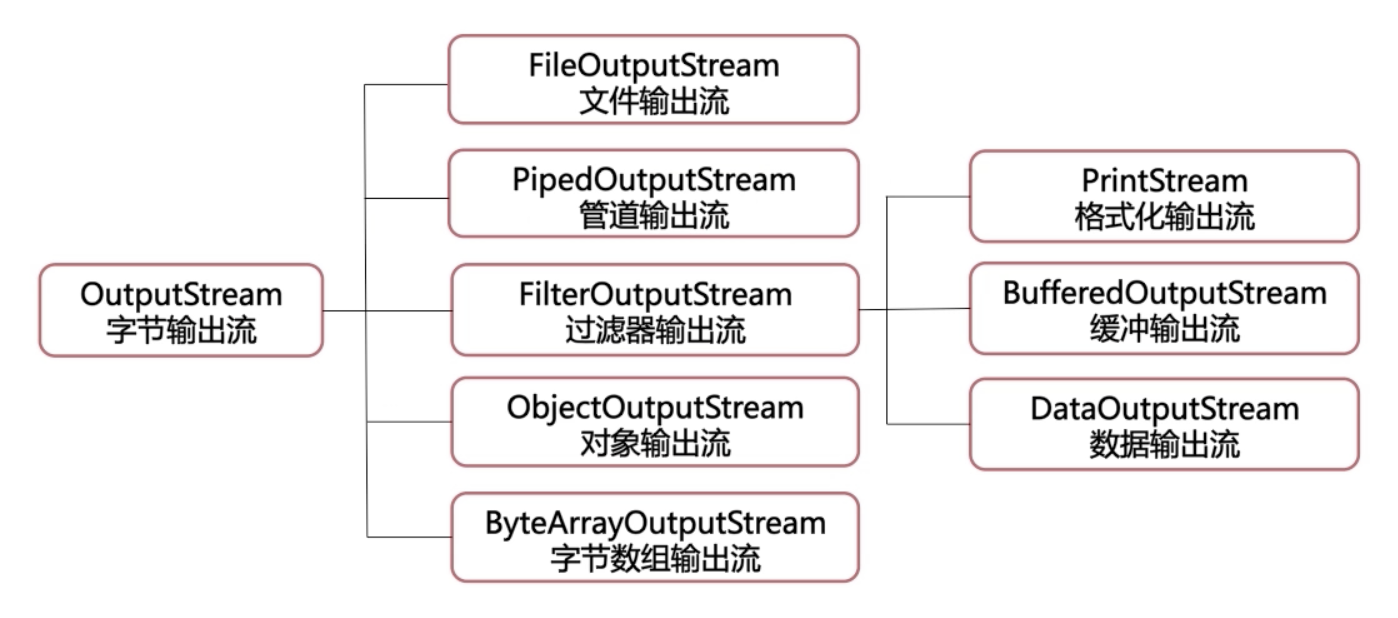 OutputStream
字节输出流
FileOutputStream
文件输出流
PipedOutputStream
管道输出流
FilterOutputStream
过滤器输出流
ObjectOutputStream
对象输出流
ByteArrayOutputStream
字节数组输出流
PrintStream
格式化输出流
BufferedOutputStream
缓冲输出流
DataOutputStream
数据输出流